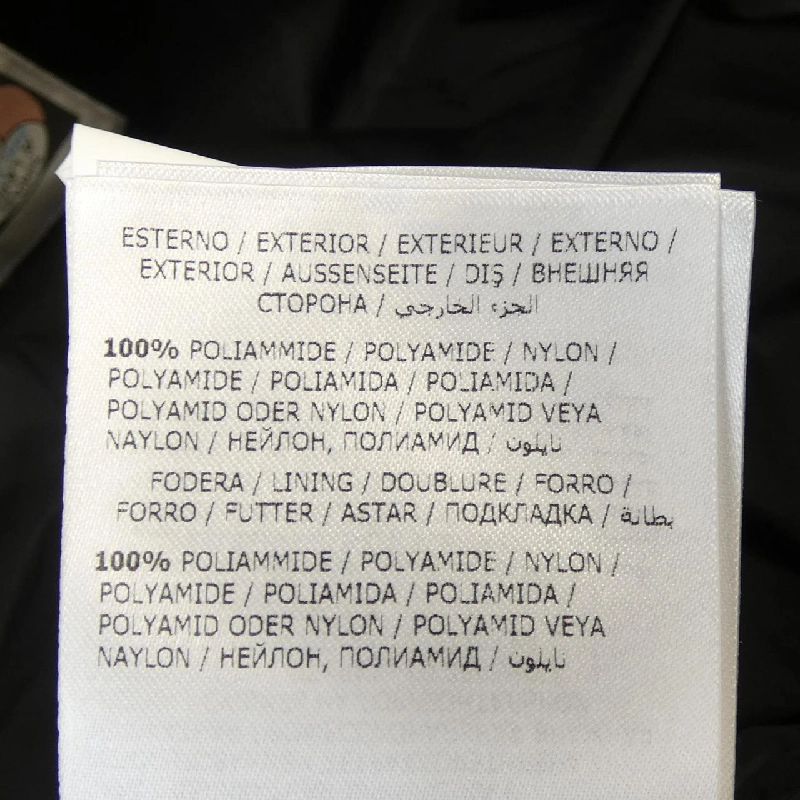 ESTERNO / EXTERIOR / EXTERIEUR / EXTERNO /
EXTERIOR / AUSSENSEITE / DIŞ / ВНЕШНЯЯ
СТОРОНА / الجزء الخارجي
100% POLIAMMIDE / POLYAMIDE / NYLON /
POLYAMIDE / POLIAMIDA / POLIAMIDA /
POLYAMID ODER NYLON / POLYAMID VEYA
NAYLON / НЕЙЛОН, ПОЛИАМИД / نايلون
FODERA / LINING / DOUBLURE / FORRO /
FORRO / FUTTER / ASTAR / ПОДКЛАДКА / بطانة
100% POLIAMMIDE / POLYAMIDE / NYLON /
POLYAMIDE / POLIAMIDA / POLIAMIDA /
POLYAMID ODER NYLON / POLYAMID VEYA
NAYLON / НЕЙЛОН, ПОЛИАМИД / نايلون